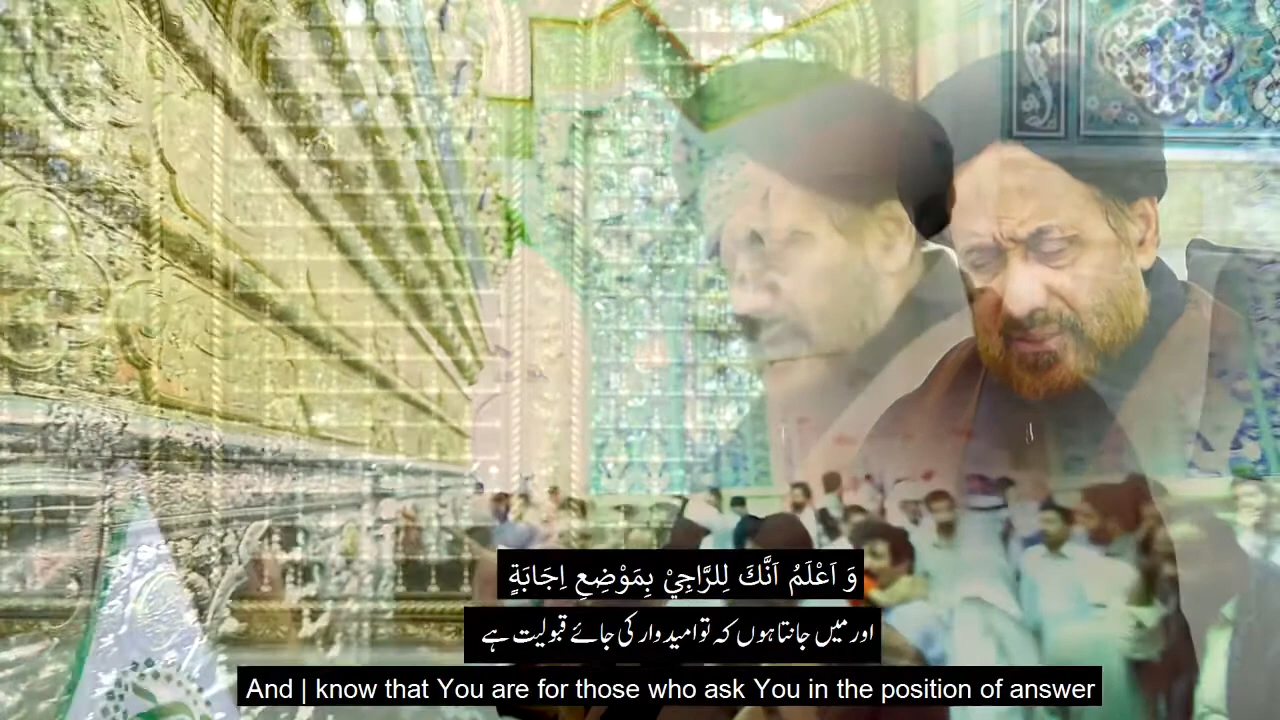 وَ اَعْلَمُ اَنَّكَ لِلرَّاجِيْ بِمَوْضِعِ اِجَابَةٍ
اور میں جانتا ہوں کہ تو امیدوار کی جائے قبولیت ہے
And | know that You are for those who ask You in the position of answer